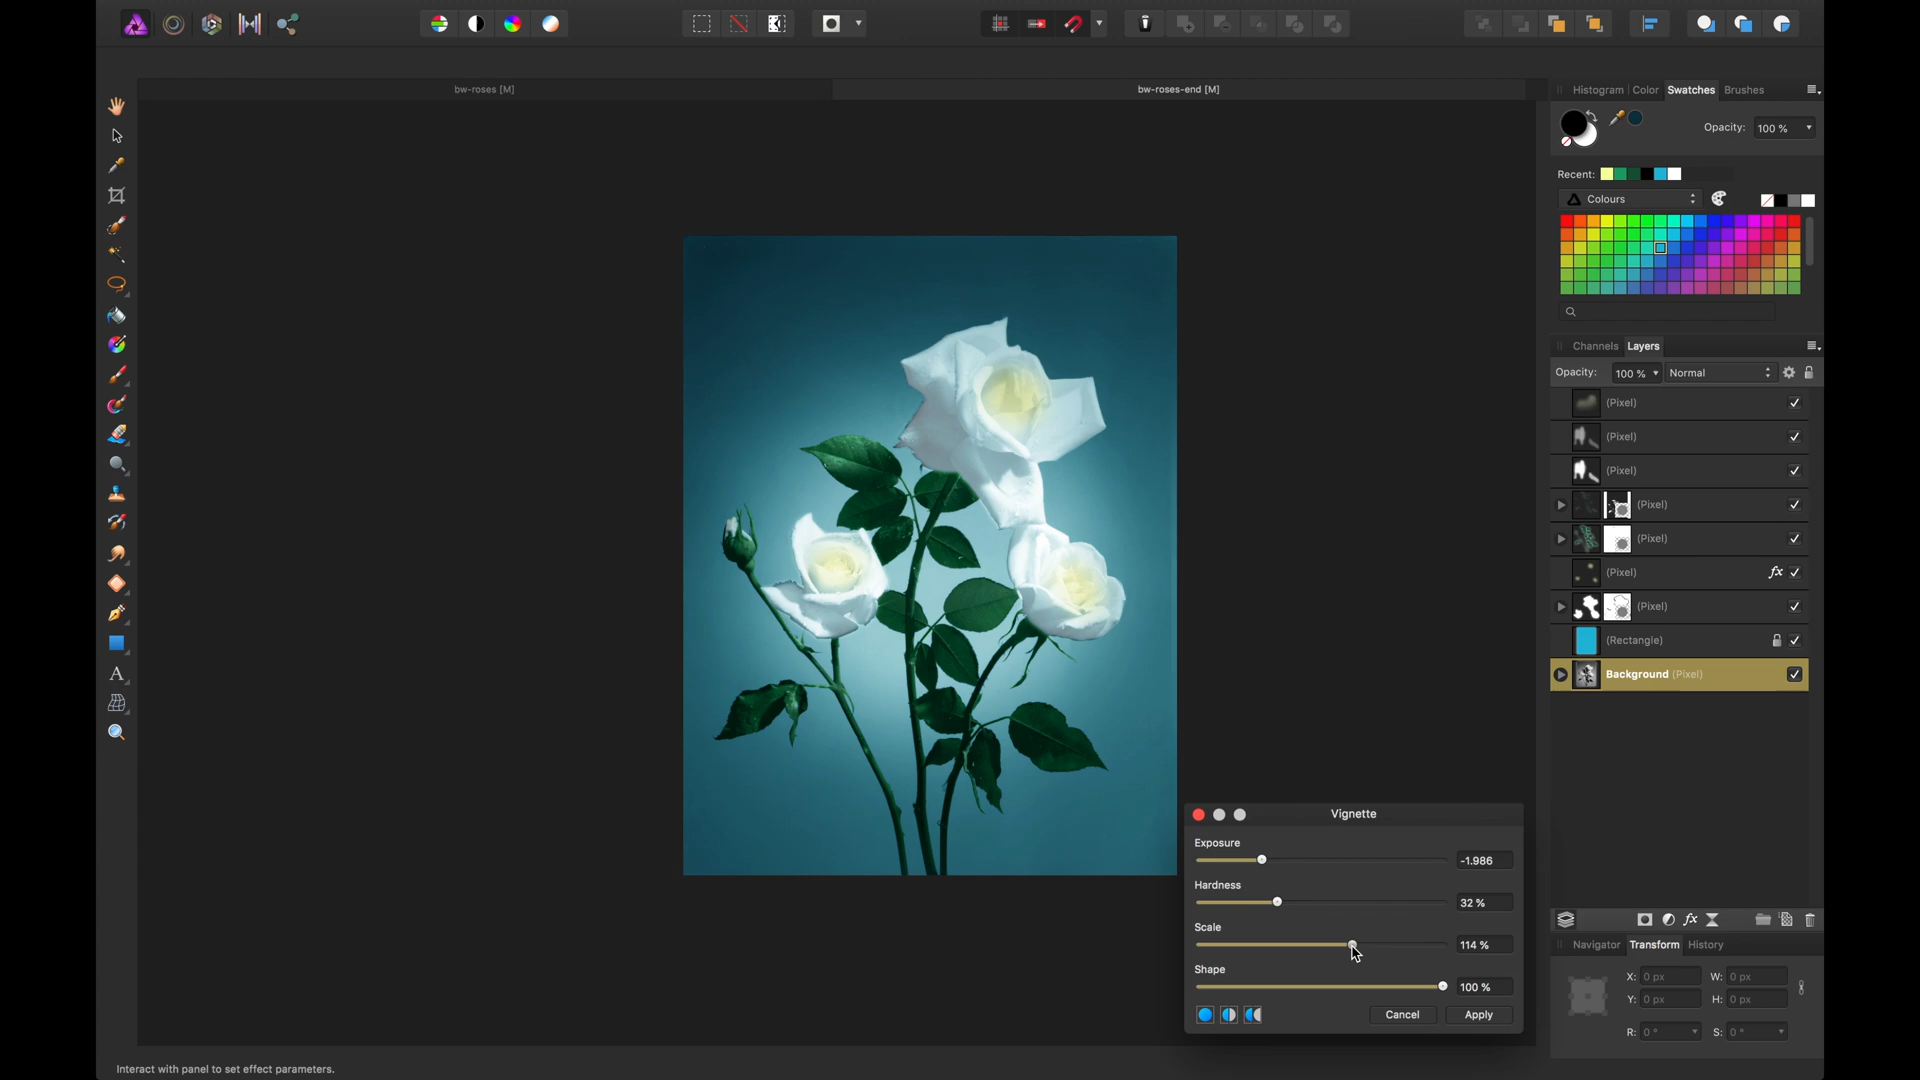 bw-roses [M]
bw-roses-end [M]
Histogram
Color
Swatches
Brushes
Opacity:
100 %
Recent:
Colours
Channels
Layers
Opacity:
100 %
Normal
(Pixel)
(Pixel)
(Pixel)
(Pixel)
(Pixel)
(Pixel)
fx
(Pixel)
(Rectangle)
Background (Pixel)
fx
Navigator
Transform
History
X: 0 px
W: 0 px
Y: 0 px
H: 0 px
R: 0 °
S: 0 °
Vignette
Exposure
-1.986
Hardness
32 %
Scale
114 %
Shape
100 %
Cancel
Apply
A
Interact with panel to set effect parameters.